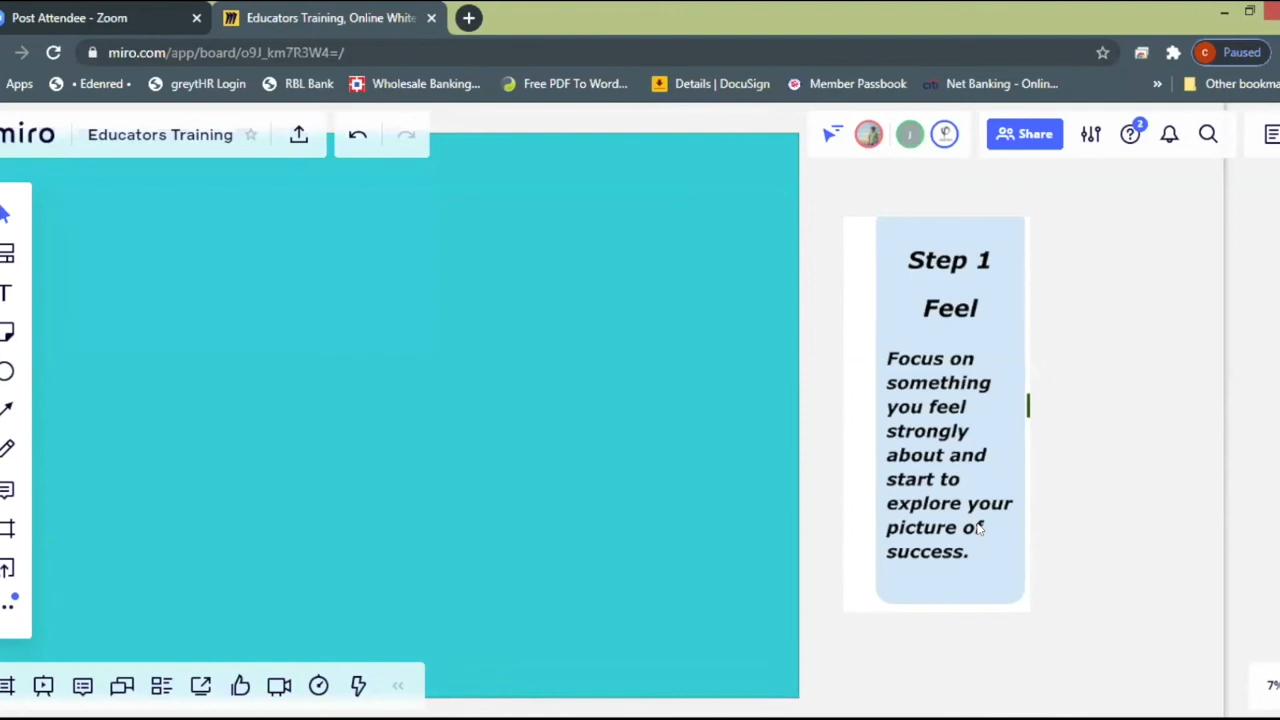 Post Attendee - Zoom
Educators Training, Online White
miro.com/app/board/o9J_km7R3W4=/
C Paused
Apps • Edenred • greytHR Login RBL Bank Wholesale Banking... Free PDF To Word... Details | DocuSign Member Passbook Net Banking - Onlin... » Other bookma
miro Educators Training Share 2
Step 1
Feel
Focus on
something
you feel
strongly
about and
start to
explore your
picture of
success.
7%